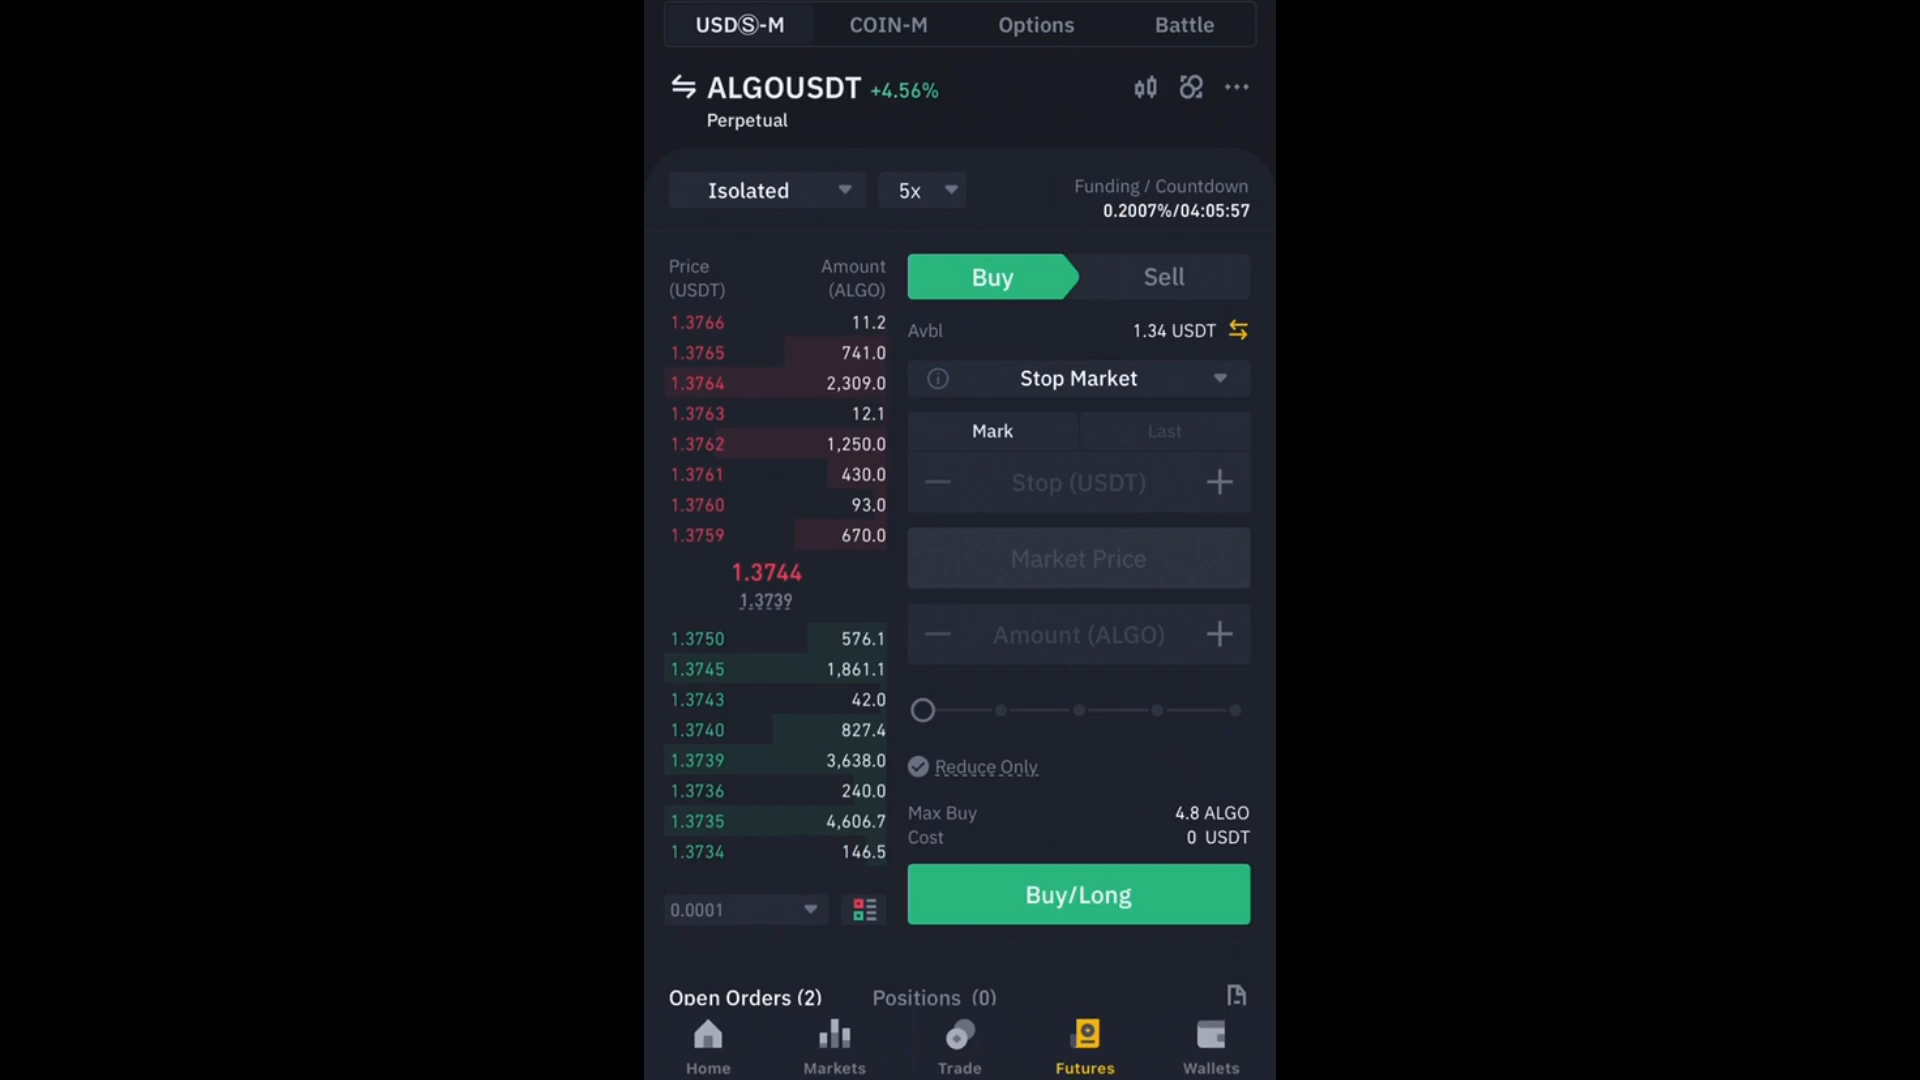 USDⓈ-M COIN-M Options Battle
ALGOUSDT +4.56%
Perpetual
Isolated 5x
Funding / Countdown
0.2007%/04:05:57
Price Amount
(USDT) (ALGO)
1.3766 11.2
1.3765 741.0
1.3764 2,309.0
1.3763 12.1
1.3762 1,250.0
1.3761 430.0
1.3760 93.0
1.3759 670.0
1.3744
1.3739
1.3750 576.1
1.3745 1,861.1
1.3743 42.0
1.3740 827.4
1.3739 3,638.0
1.3736 240.0
1.3735 4,606.7
1.3734 146.5
0.0001
Buy Sell
Avbl 1.34 USDT
Stop Market
Mark Last
Stop (USDT)
Market Price
Amount (ALGO)
Reduce Only
Max Buy 4.8 ALGO
Cost 0 USDT
Buy/Long
Open Orders (2) Positions (0)
Home Markets Trade Futures Wallets